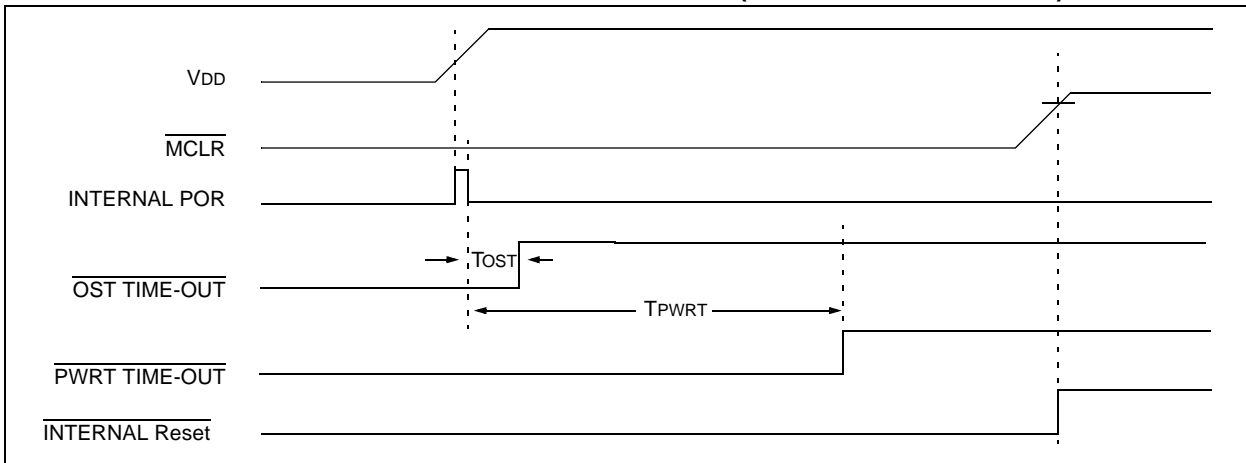 VDD
MCLR
INTERNAL POR
TOST
OST TIME-OUT
TPWRT
PWRT TIME-OUT
INTERNAL Reset